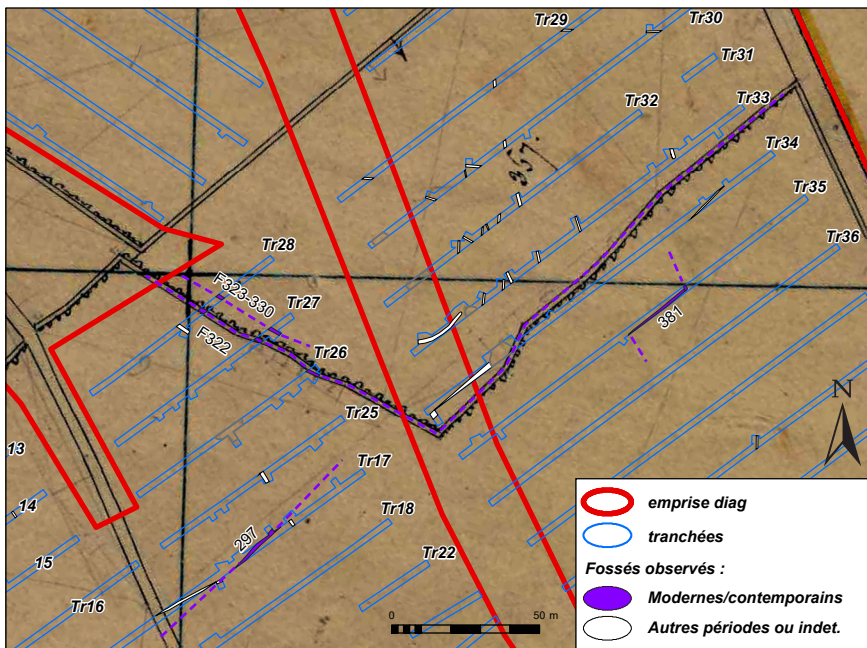 Tr29
Tr30
Tr31
Tr32
357.
Tr33
Tr34
Tr35
Tr36
Tr28
F323-330
Tr27
F322
Tr26
381
Tr25
N
13
Tr17
14
Tr18
297
15
Tr22
Tr16
0 50 m
emprise diag
tranchées
Fossés observés :
Modernes/contemporains
Autres périodes ou indet.